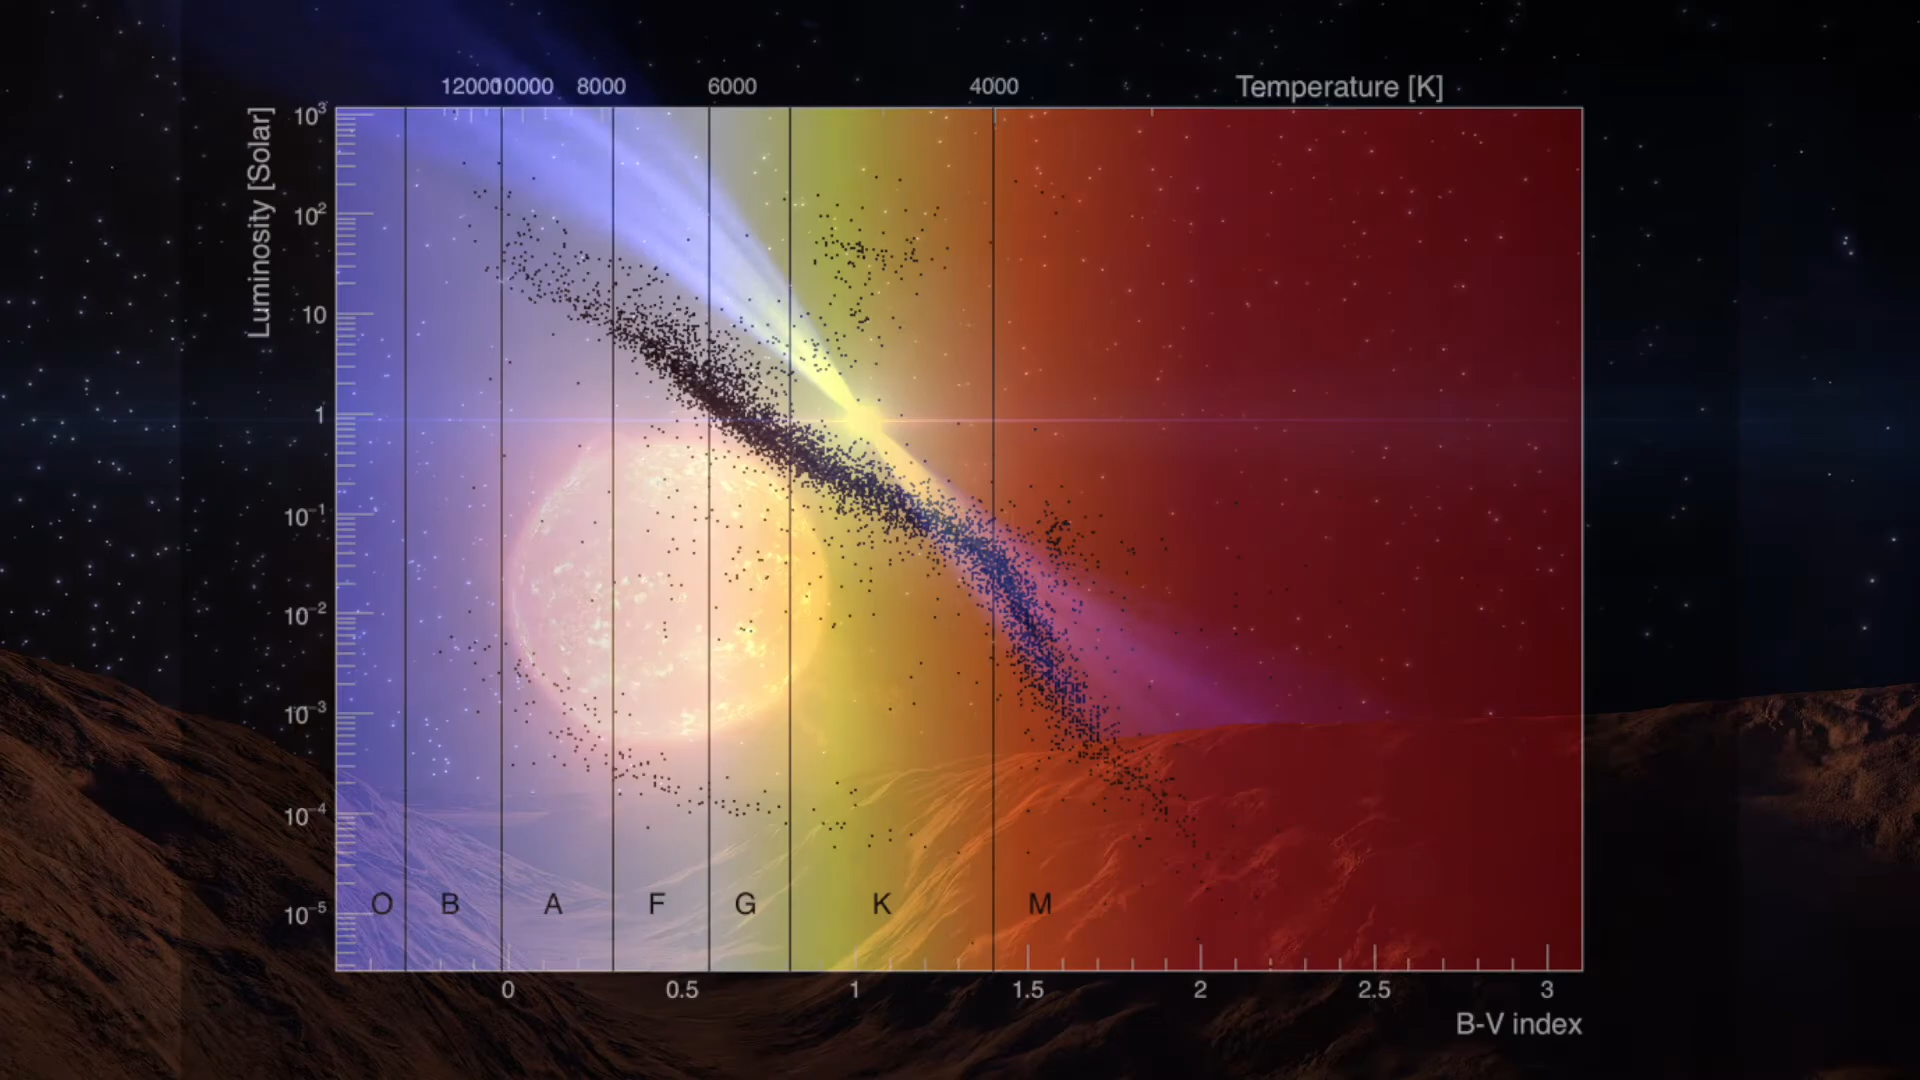 12000 10000 8000 6000 4000 Temperature [K]
Luminosity [Solar]
10³
10²
10
1
10⁻¹
10⁻²
10⁻³
10⁻⁴
10⁻⁵
O B A F G K M
0 0.5 1 1.5 2 2.5 3
B-V index